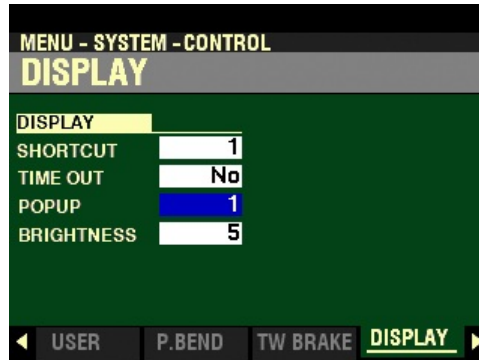 MENU - SYSTEM - CONTROL
DISPLAY
DISPLAY
SHORTCUT 1
TIME OUT No
POPUP 1
BRIGHTNESS 5
USER P.BEND TW BRAKE DISPLAY